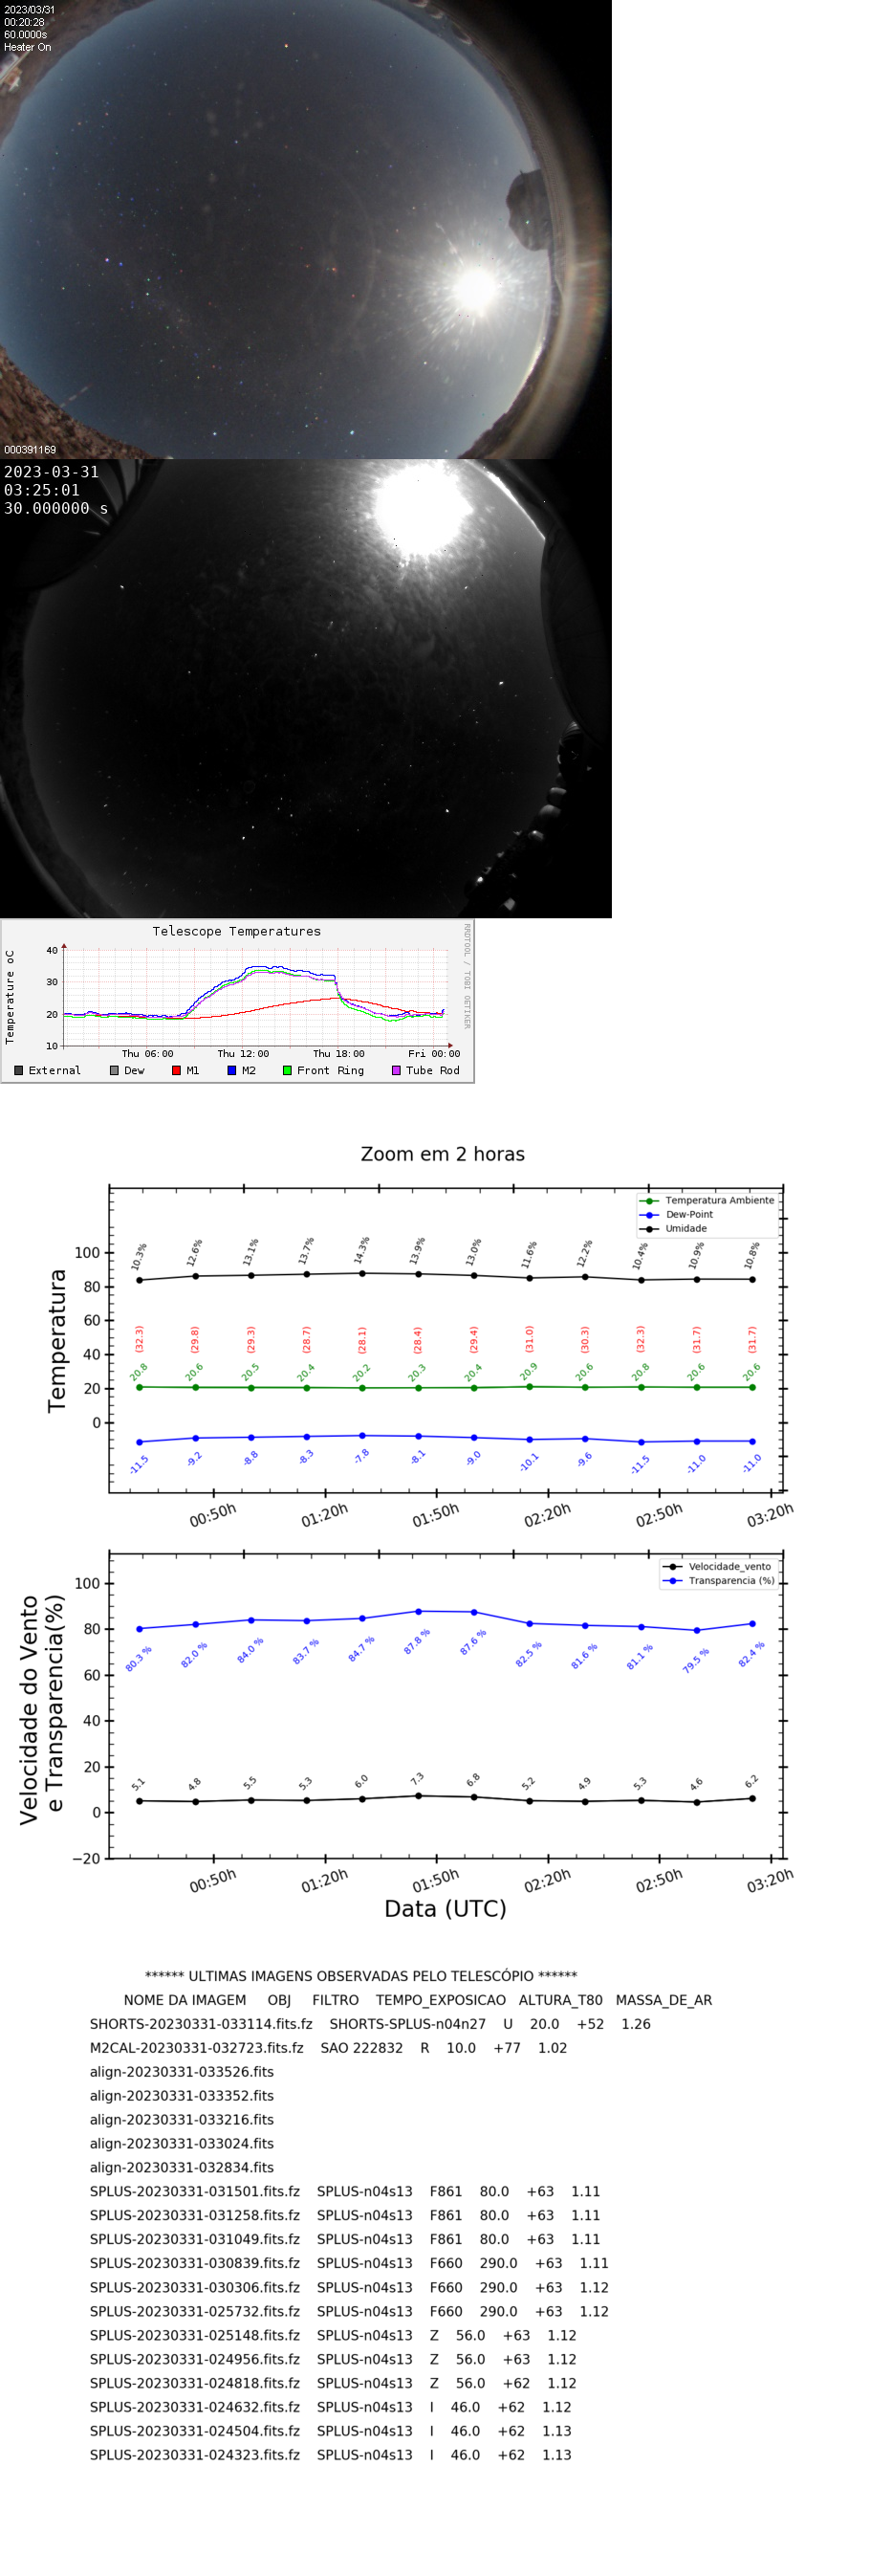 2023/03/31
00:20:28
60.0000s
Heater On
000391169
2023-03-31
03:25:01
30.000000 s
Telescope Temperatures
RRDTOOL / TOBI OETIKER
Temperature oC
40
30
20
10
Thu 06:00 Thu 12:00 Thu 18:00 Fri 00:00
External Dew M1 M2 Front Ring Tube Rod
Zoom em 2 horas
Temperatura Ambiente
Dew-Point
Umidade
Temperatura
100
80
60
40
20
0
10.3% 12.6% 13.1% 13.7% 14.3% 13.9% 13.0% 11.6% 12.2% 10.4% 10.9% 10.8%
(32.3) (29.8) (29.3) (28.7) (28.1) (28.4) (29.4) (31.0) (30.3) (32.3) (31.7) (31.7)
20.8 20.6 20.5 20.4 20.2 20.3 20.4 20.9 20.6 20.8 20.6 20.6
-11.5 -9.2 -8.8 -8.3 -7.8 -8.1 -9.0 -10.1 -9.6 -11.5 -11.0 -11.0
00:50h 01:20h 01:50h 02:20h 02:50h 03:20h
Velocidade_vento
Transparencia (%)
Velocidade do Vento
e Transparencia(%)
100
80
60
40
20
0
−20
80.3 % 82.0 % 84.0 % 83.7 % 84.7 % 87.8 % 87.6 % 82.5 % 81.6 % 81.1 % 79.5 % 82.4 %
5.1 4.8 5.5 5.3 6.0 7.3 6.8 5.2 4.9 5.3 4.6 6.2
00:50h 01:20h 01:50h 02:20h 02:50h 03:20h
Data (UTC)
****** ULTIMAS IMAGENS OBSERVADAS PELO TELESCÓPIO ******
NOME DA IMAGEM OBJ FILTRO TEMPO_EXPOSICAO ALTURA_T80 MASSA_DE_AR
SHORTS-20230331-033114.fits.fz SHORTS-SPLUS-n04n27 U 20.0 +52 1.26
M2CAL-20230331-032723.fits.fz SAO 222832 R 10.0 +77 1.02
align-20230331-033526.fits
align-20230331-033352.fits
align-20230331-033216.fits
align-20230331-033024.fits
align-20230331-032834.fits
SPLUS-20230331-031501.fits.fz SPLUS-n04s13 F861 80.0 +63 1.11
SPLUS-20230331-031258.fits.fz SPLUS-n04s13 F861 80.0 +63 1.11
SPLUS-20230331-031049.fits.fz SPLUS-n04s13 F861 80.0 +63 1.11
SPLUS-20230331-030839.fits.fz SPLUS-n04s13 F660 290.0 +63 1.11
SPLUS-20230331-030306.fits.fz SPLUS-n04s13 F660 290.0 +63 1.12
SPLUS-20230331-025732.fits.fz SPLUS-n04s13 F660 290.0 +63 1.12
SPLUS-20230331-025148.fits.fz SPLUS-n04s13 Z 56.0 +63 1.12
SPLUS-20230331-024956.fits.fz SPLUS-n04s13 Z 56.0 +63 1.12
SPLUS-20230331-024818.fits.fz SPLUS-n04s13 Z 56.0 +62 1.12
SPLUS-20230331-024632.fits.fz SPLUS-n04s13 I 46.0 +62 1.12
SPLUS-20230331-024504.fits.fz SPLUS-n04s13 I 46.0 +62 1.13
SPLUS-20230331-024323.fits.fz SPLUS-n04s13 I 46.0 +62 1.13